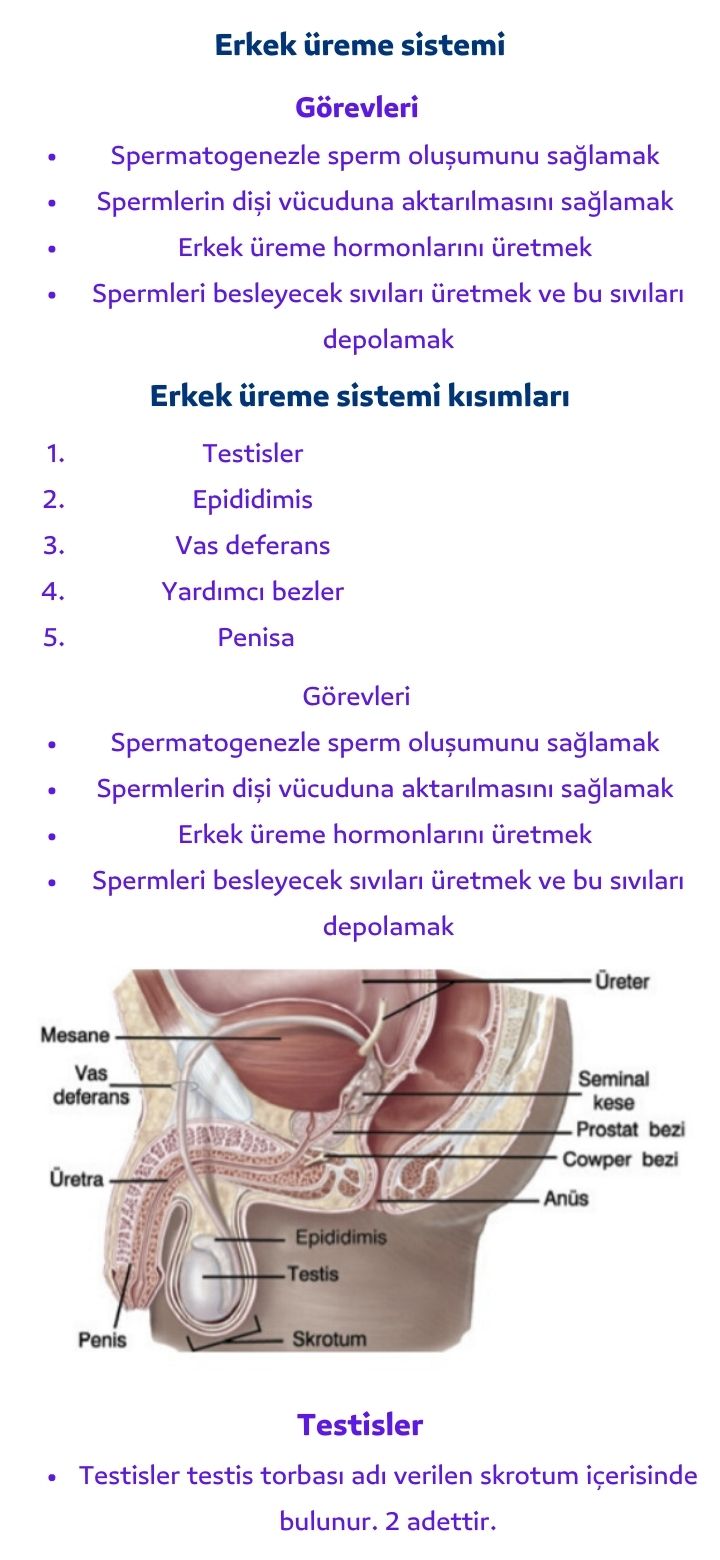 Erkek üreme sistemi
Görevleri
• Spermatogenezle sperm oluşumunu sağlamak
• Spermlerin dişi vücuduna aktarılmasını sağlamak
• Erkek üreme hormonlarını üretmek
• Spermleri besleyecek sıvıları üretmek ve bu sıvıları
depolamak
Erkek üreme sistemi kısımları
1. Testisler
2. Epididimis
3. Vas deferans
4. Yardımcı bezler
5. Penisa
Görevleri
• Spermatogenezle sperm oluşumunu sağlamak
• Spermlerin dişi vücuduna aktarılmasını sağlamak
• Erkek üreme hormonlarını üretmek
• Spermleri besleyecek sıvıları üretmek ve bu sıvıları
depolamak
Üreter
Mesane
Vas
deferans
Seminal
kese
Prostat bezi
Cowper bezi
Üretra
Anüs
Epididimis
Testis
Penis
Skrotum
Testisler
• Testisler testis torbası adı verilen skrotum içerisinde
bulunur. 2 adettir.